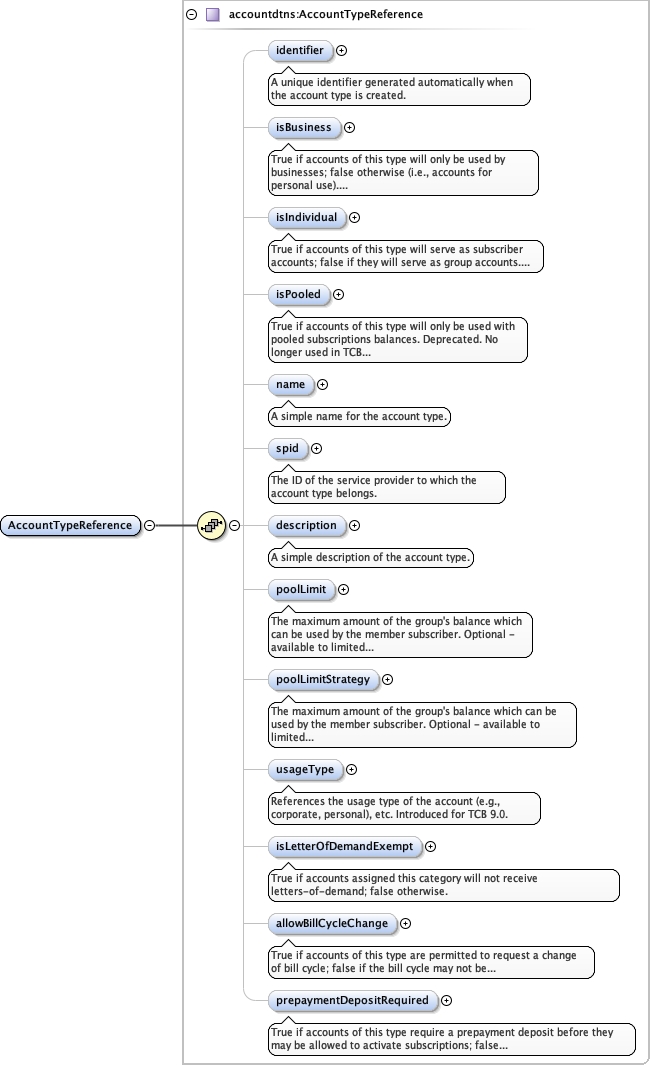 accountdtns:AccountTypeReference
identifier
A unique identifier generated automatically when
the account type is created.
isBusiness
True if accounts of this type will only be used by
businesses; false otherwise (i.e., accounts for
personal use)....
isIndividual
True if accounts of this type will serve as subscriber
accounts; false if they will serve as group accounts....
isPooled
True if accounts of this type will only be used with
pooled subscriptions balances. Deprecated. No
longer used in TCB...
name
A simple name for the account type.
spid
The ID of the service provider to which the
account type belongs.
AccountTypeReference
description
A simple description of the account type.
poolLimit
The maximum amount of the group's balance which
can be used by the member subscriber. Optional -
available to limited...
poolLimitStrategy
The maximum amount of the group's balance which can be
used by the member subscriber. Optional - available to
limited...
usageType
References the usage type of the account (e.g.,
corporate, personal), etc. Introduced for TCB 9.0.
isLetterOfDemandExempt
True if accounts assigned this category will not receive
letters-of-demand; false otherwise.
allowBillCycleChange
True if accounts of this type are permitted to request a change
of bill cycle; false if the bill cycle may not be...
prepaymentDepositRequired
True if accounts of this type require a prepayment deposit before they
may be allowed to activate subscriptions; false...